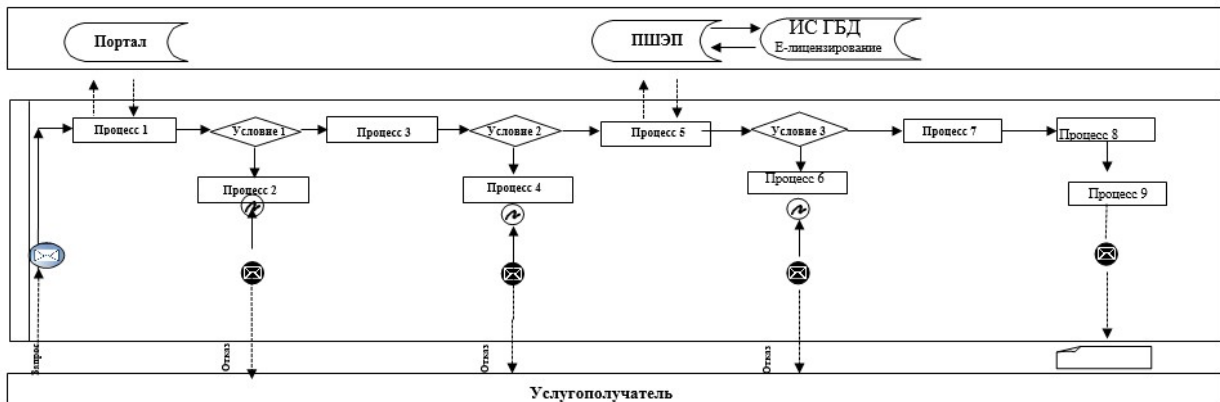 Портал
ПШЭП
ИС ГБД
Е-лицензирование
Процесс 1
Условие 1
Процесс 3
Условие 2
Процесс 5
Условие 3
Процесс 7
Процесс 8
Процесс 2
Процесс 4
Процесс 6
Процесс 9
Запрос
Отказ
Отказ
Отказ
Услугополучатель